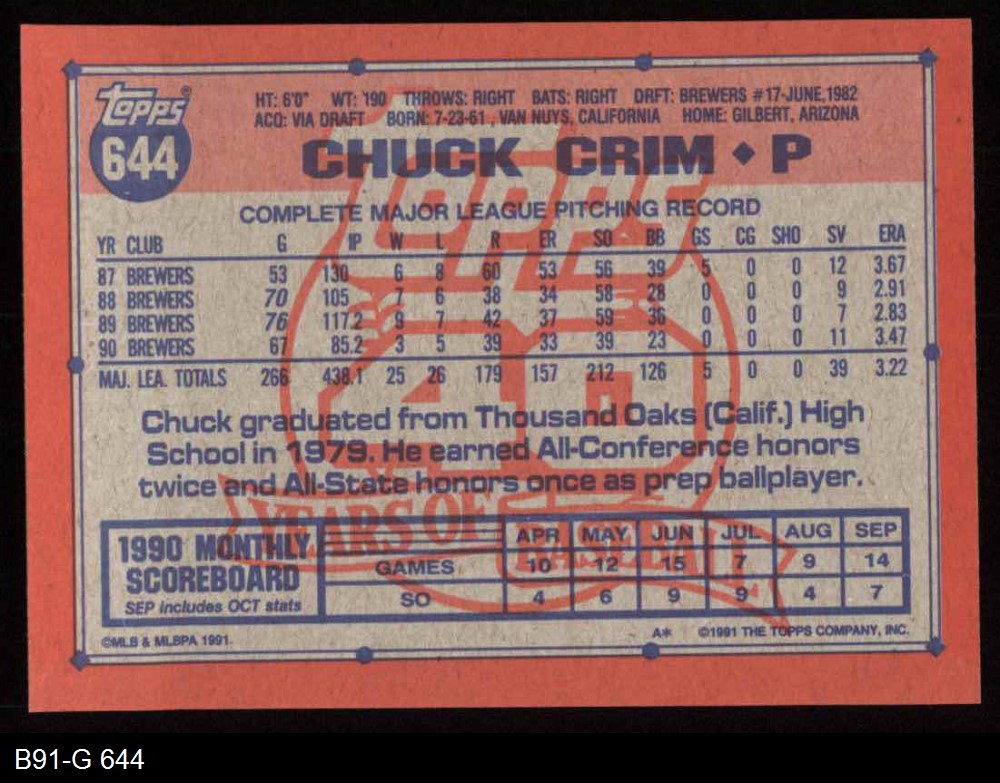 TOPPS®
644
HT: 6'0" WT: 190 THROWS: RIGHT BATS: RIGHT DRFT: BREWERS #17-JUNE, 1982
ACQ: VIA DRAFT BORN: 7-23-61, VAN NUYS, CALIFORNIA HOME: GILBERT, ARIZONA
CHUCK CRIM ♦ P
TOPPS
40
YEARS OF
BASEBALL
COMPLETE MAJOR LEAGUE PITCHING RECORD
YR CLUB G IP W L R ER SO BB GS CG SHO SV ERA
87 BREWERS 53 130 6 8 60 53 56 39 5 0 0 12 3.67
88 BREWERS 70 105 7 6 38 34 58 28 0 0 0 9 2.91
89 BREWERS 76 117.2 9 7 42 37 59 36 0 0 0 7 2.83
90 BREWERS 67 85.2 3 5 39 33 39 23 0 0 0 11 3.47
MAJ. LEA. TOTALS 266 438.1 25 26 179 157 212 126 5 0 0 39 3.22
Chuck graduated from Thousand Oaks (Calif.) High
School in 1979. He earned All-Conference honors
twice and All-State honors once as prep ballplayer.
1990 MONTHLY
SCOREBOARD
SEP includes OCT stats
APR MAY JUN JUL AUG SEP
GAMES 10 12 15 7 9 14
SO 4 6 9 9 4 7
©MLB & MLBPA 1991.
A* ©1991 THE TOPPS COMPANY, INC.
B91-G 644